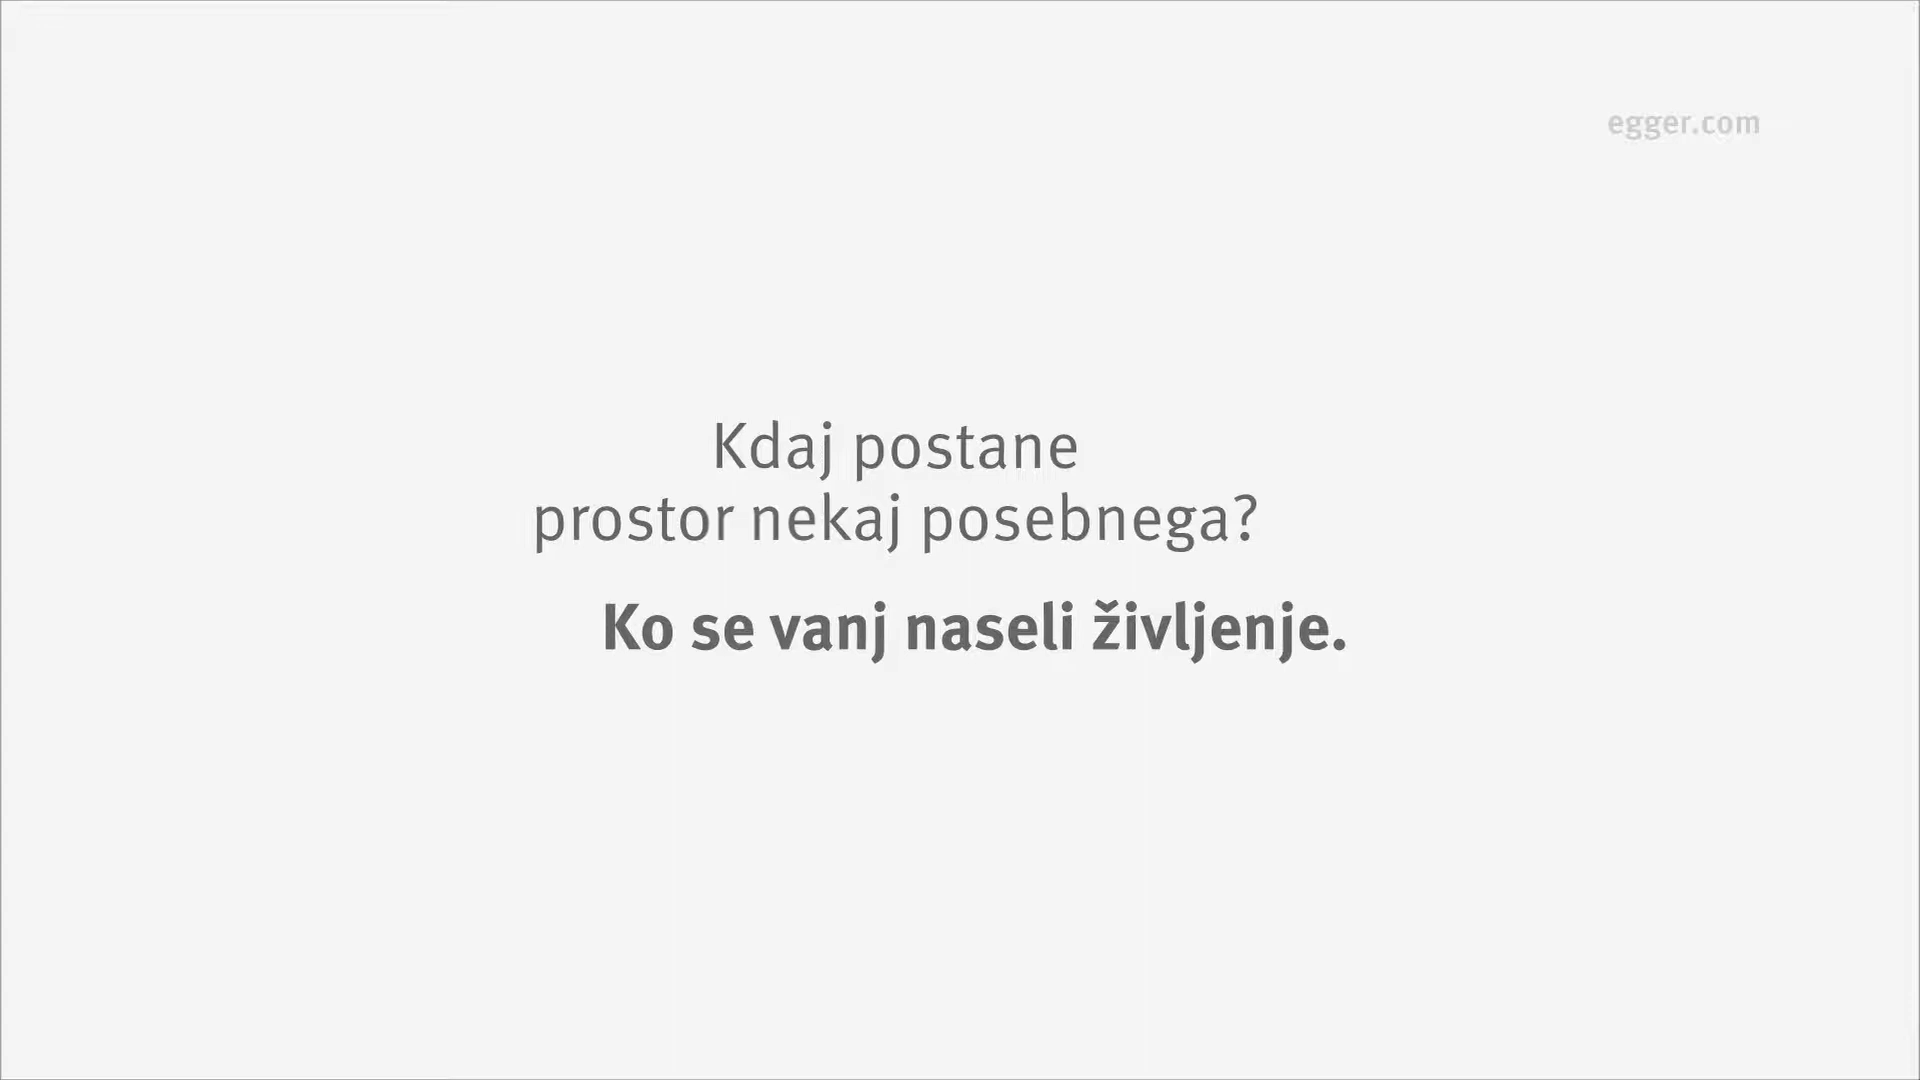 egger.com
Kdaj postane
prostor nekaj posebnega?
Ko se vanj naseli življenje.